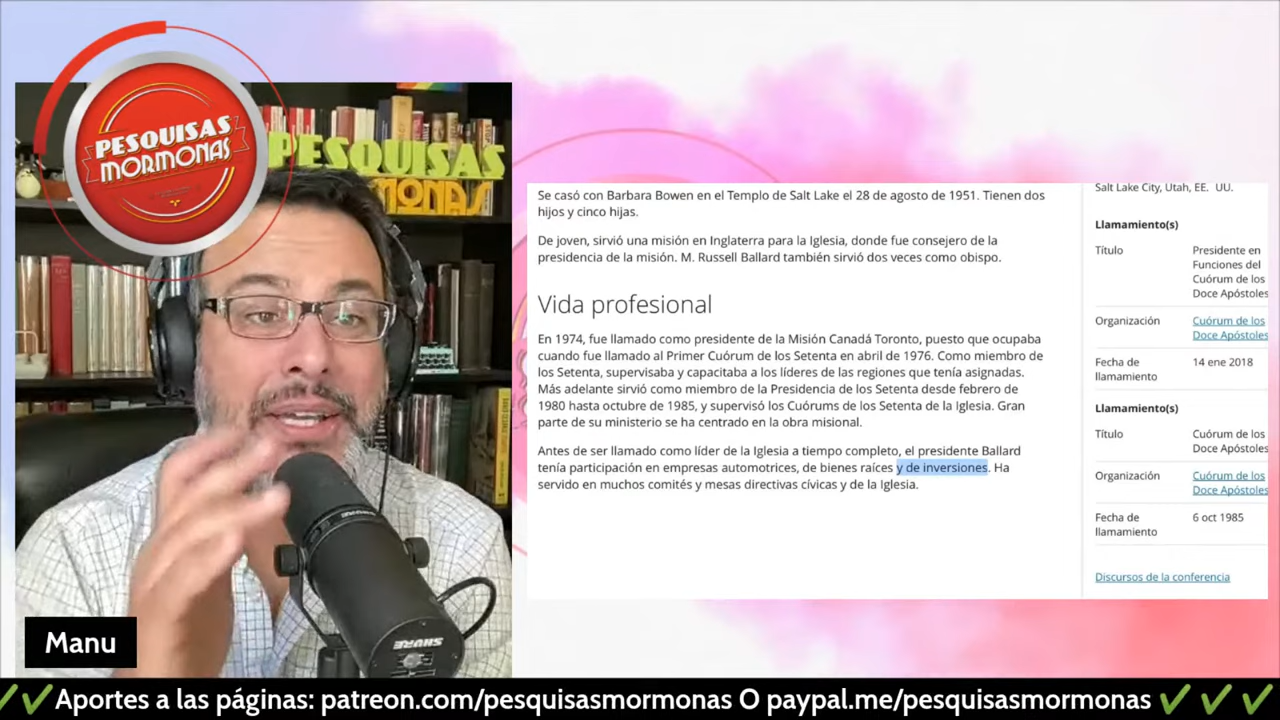 PESQUISAS
MORMONAS
PESQUISAS
MONAS
Se casó con Barbara Bowen en el Templo de Salt Lake el 28 de agosto de 1951. Tienen dos
hijos y cinco hijas.
De joven, sirvió una misión en Inglaterra para la Iglesia, donde fue consejero de la
presidencia de la misión. M. Russell Ballard también sirvió dos veces como obispo.
Vida profesional
En 1974, fue llamado como presidente de la Misión Canadá Toronto, puesto que ocupaba
cuando fue llamado al Primer Cuórum de los Setenta en abril de 1976. Como miembro de
los Setenta, supervisaba y capacitaba a los líderes de las regiones que tenía asignadas.
Más adelante sirvió como miembro de la Presidencia de los Setenta desde febrero de
1980 hasta octubre de 1985, y supervisó los Cuórums de los Setenta de la Iglesia. Gran
parte de su ministerio se ha centrado en la obra misional.
Antes de ser llamado como líder de la Iglesia a tiempo completo, el presidente Ballard
tenía participación en empresas automotrices, de bienes raíces y de inversiones. Ha
servido en muchos comités y mesas directivas cívicas y de la Iglesia.
Salt Lake City, Utah, EE. UU.
Llamamiento(s)
Título Presidente en
Funciones del
Cuórum de los
Doce Apóstoles
Organización Cuórum de los
Doce Apóstoles
Fecha de 14 ene 2018
llamamiento
Llamamiento(s)
Título Cuórum de los
Doce Apóstoles
Organización Cuórum de los
Doce Apóstoles
Fecha de 6 oct 1985
llamamiento
Discursos de la conferencia
SHURE
Manu
Aportes a las páginas: patreon.com/pesquisasmormonas O paypal.me/pesquisasmormonas